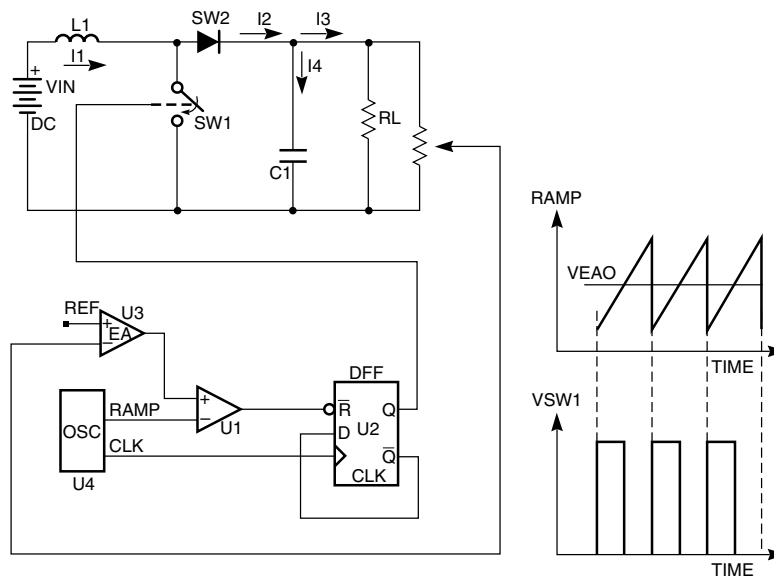 L1
SW2
I2
I3
I1
I4
+
VIN
DC
SW1
RL
C1
RAMP
VEAO
TIME
REF
U3
+
EA
−
DFF
RAMP
+
−
U1
R
Q
D
U2
OSC
CLK
Q
CLK
U4
VSW1
TIME